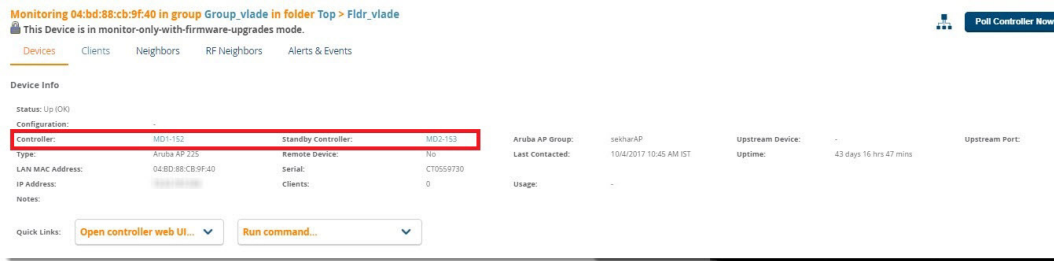 Monitoring 04:bd:88:cb:9f:40 in group Group_vlade in folder Top > Fldr_vlade
This Device is in monitor-only-with-firmware-upgrades mode.
Poll Controller Now
Devices Clients Neighbors RF Neighbors Alerts & Events
Device Info
Status: Up (OK)
Configuration: -
Controller: MD1-152 Standby Controller: MD2-153 Aruba AP Group: sekharAP Upstream Device: - Upstream Port:
Type: Aruba AP 225 Remote Device: No Last Contacted: 10/4/2017 10:45 AM IST Uptime: 43 days 16 hrs 47 mins
LAN MAC Address: 04:BD:88:CB:9F:40 Serial: CT0559730
IP Address: Clients: 0 Usage: -
Notes:
Quick Links: Open controller web UI... Run command...